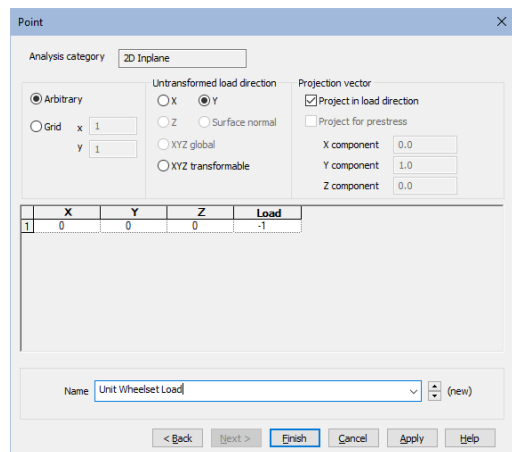 Point
Analysis category 2D Inplane
Untransformed load direction Projection vector
Arbitrary X Y Project in load direction
Grid x 1 Z Surface normal Project for prestress
y 1 XYZ global X component 0.0
XYZ transformable Y component 1.0
Z component 0.0
X Y Z Load
1 0 0 0 -1
Name Unit Wheelset Load (new)
< Back Next > Finish Cancel Apply Help